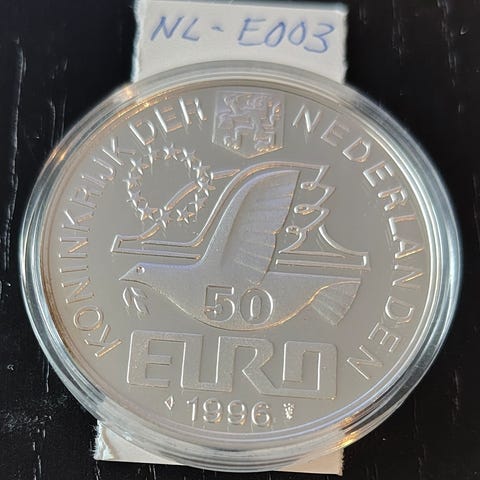 NL-E003
KONINKRIJK DER NEDERLANDEN
50
EURO
1996